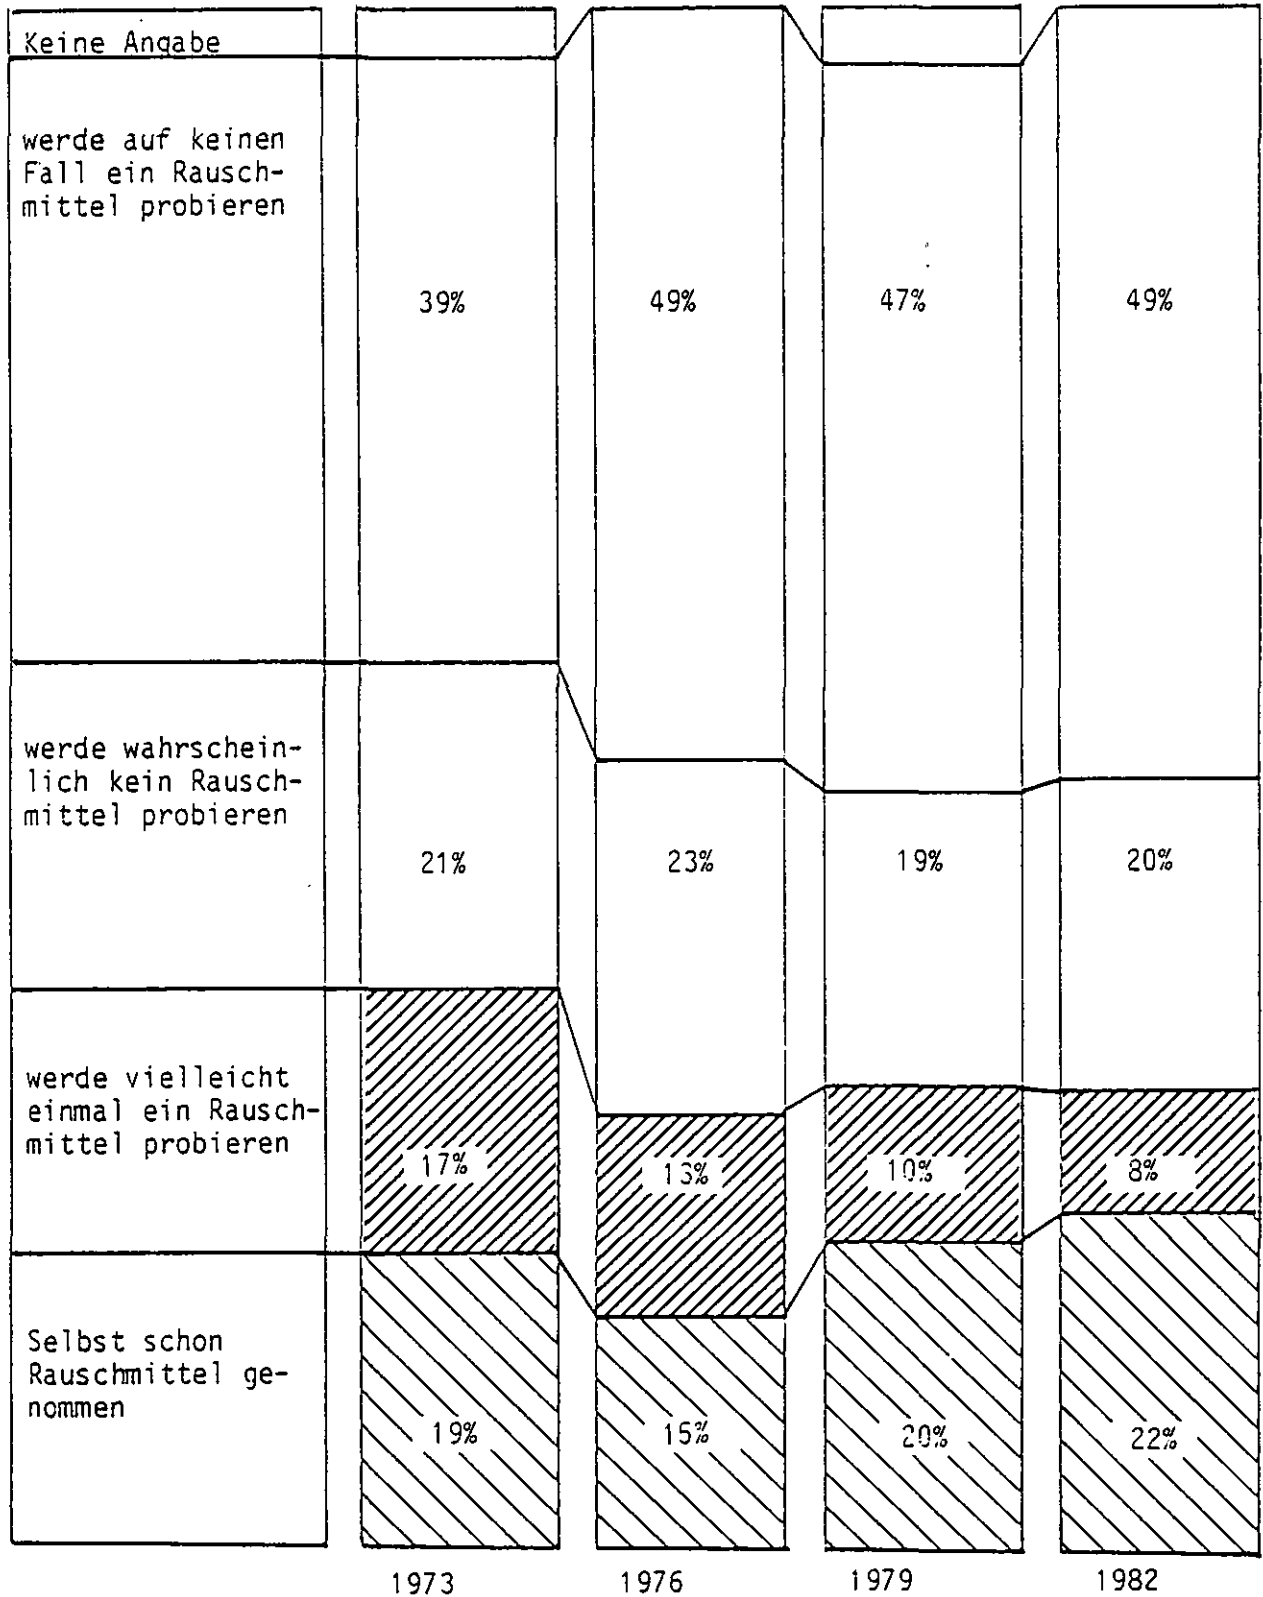 Keine Angabe
werde auf keinen
Fall ein Rausch-
mittel probieren
39% 49% 47% 49%
werde wahrschein-
lich kein Rausch-
mittel probieren
21% 23% 19% 20%
werde vielleicht
einmal ein Rausch-
mittel probieren
17% 13% 10% 8%
Selbst schon
Rauschmittel ge-
nommen
19% 15% 20% 22%
1973 1976 1979 1982